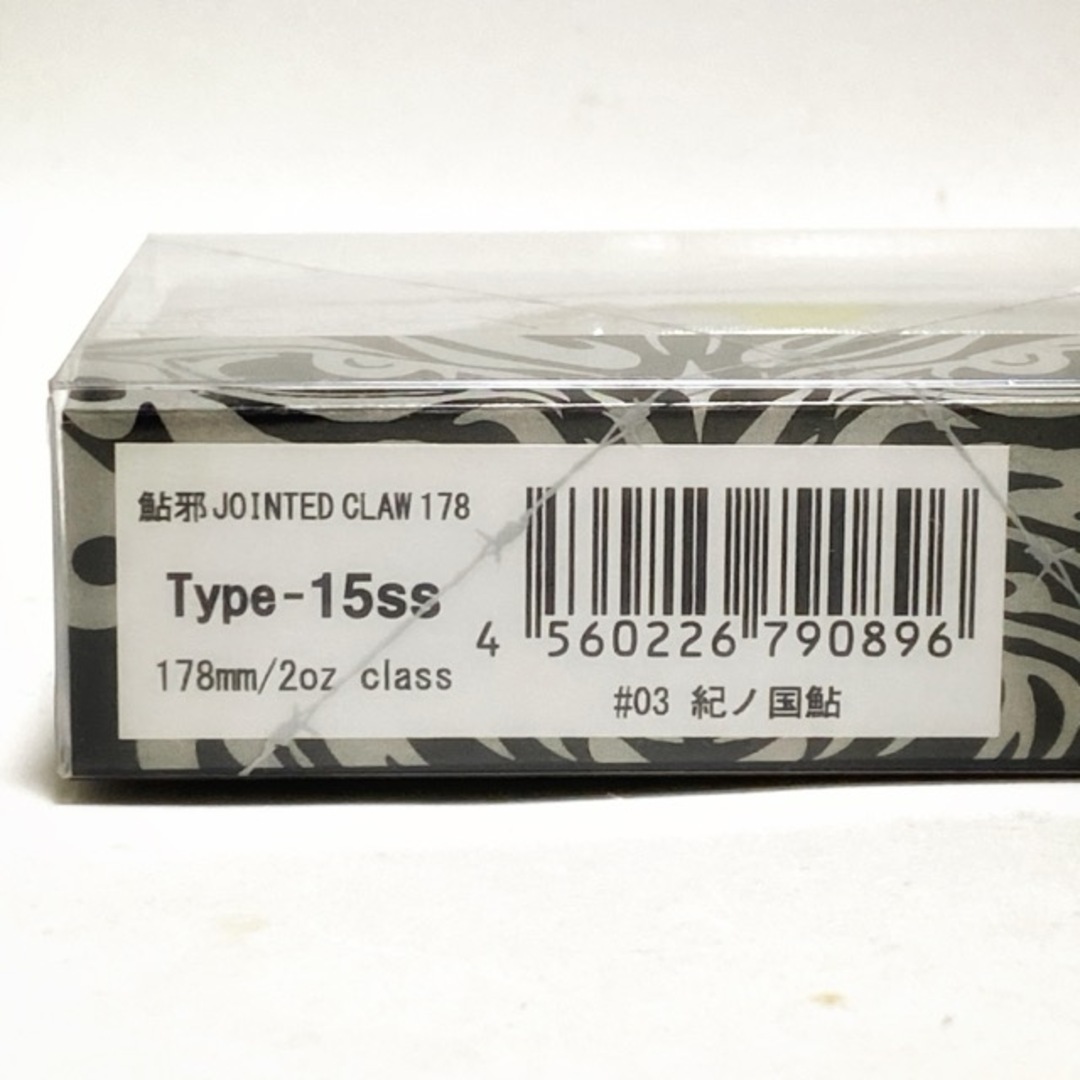 鮎邪 JOINTED CLAW 178
Type-15ss
178mm/2oz class
4 560226 790896
#03 紀ノ国鮎